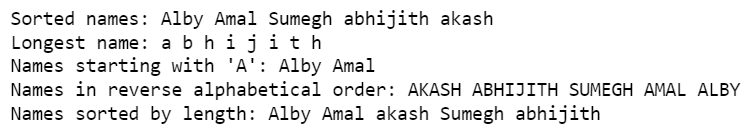 Sorted names: Alby Amal Sumegh abhijith akash
Longest name: a b h i j i t h
Names starting with 'A': Alby Amal
Names in reverse alphabetical order: AKASH ABHIJITH SUMEGH AMAL ALBY
Names sorted by length: Alby Amal akash Sumegh abhijith